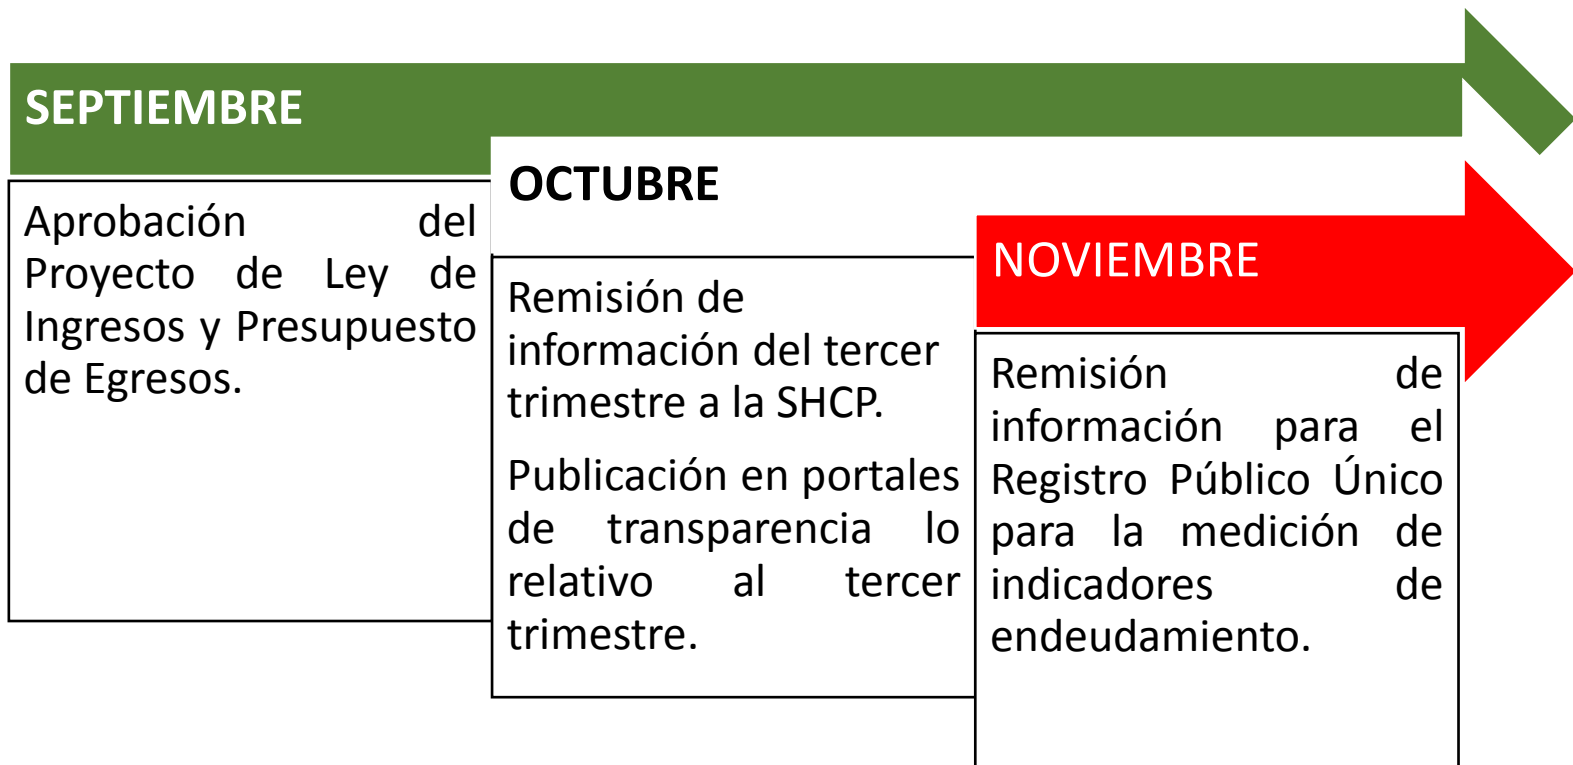 SEPTIEMBRE
Aprobación del
Proyecto de Ley de
Ingresos y Presupuesto
de Egresos.
OCTUBRE
Remisión de
información del tercer
trimestre a la SHCP.
Publicación en portales
de transparencia lo
relativo al tercer
trimestre.
NOVIEMBRE
Remisión de
información para el
Registro Público Único
para la medición de
indicadores de
endeudamiento.